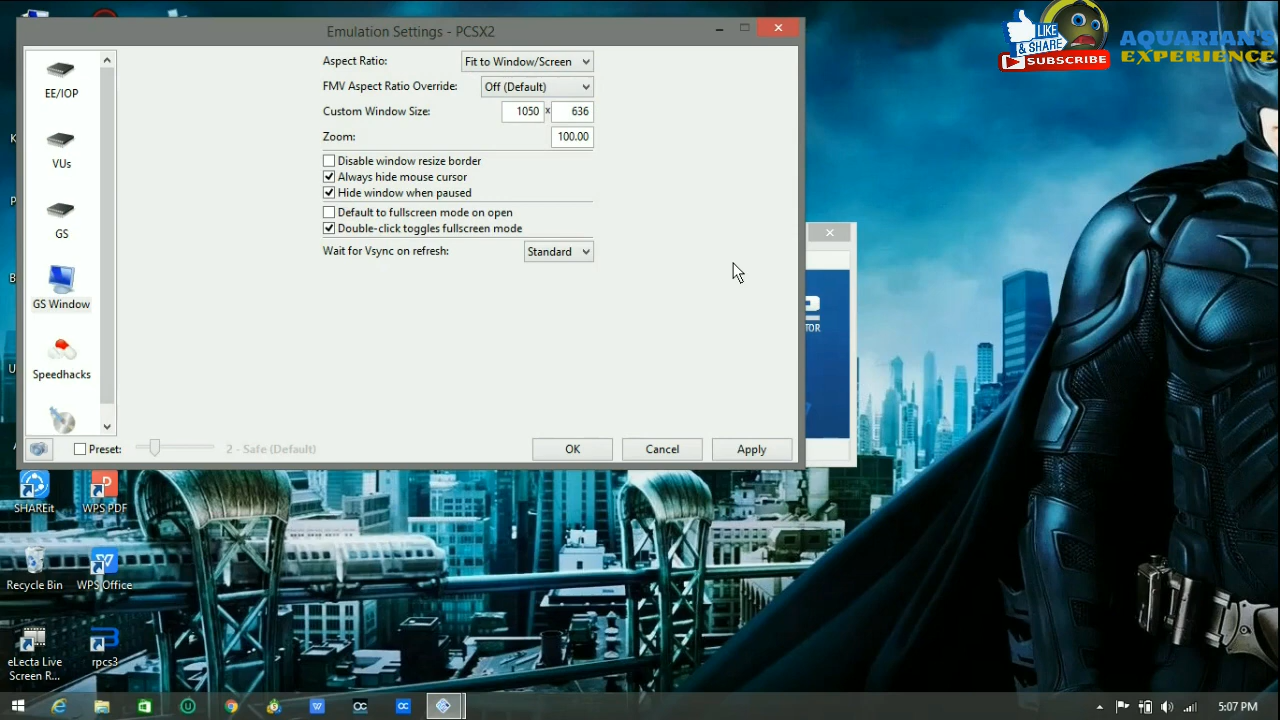 Emulation Settings - PCSX2
LIKE
& SHARE
SUBSCRIBE
AQUARIAN'S
EXPERIENCE
EE/IOP
VUs
GS
GS Window
Speedhacks
Aspect Ratio: Fit to Window/Screen
FMV Aspect Ratio Override: Off (Default)
Custom Window Size: 1050 x 636
Zoom: 100.00
Disable window resize border
Always hide mouse cursor
Hide window when paused
Default to fullscreen mode on open
Double-click toggles fullscreen mode
Wait for Vsync on refresh: Standard
Preset: 2 - Safe (Default)
OK Cancel Apply
SHAREit WPS PDF
Recycle Bin WPS Office
eLecta Live
Screen R...
rpcs3
5:07 PM